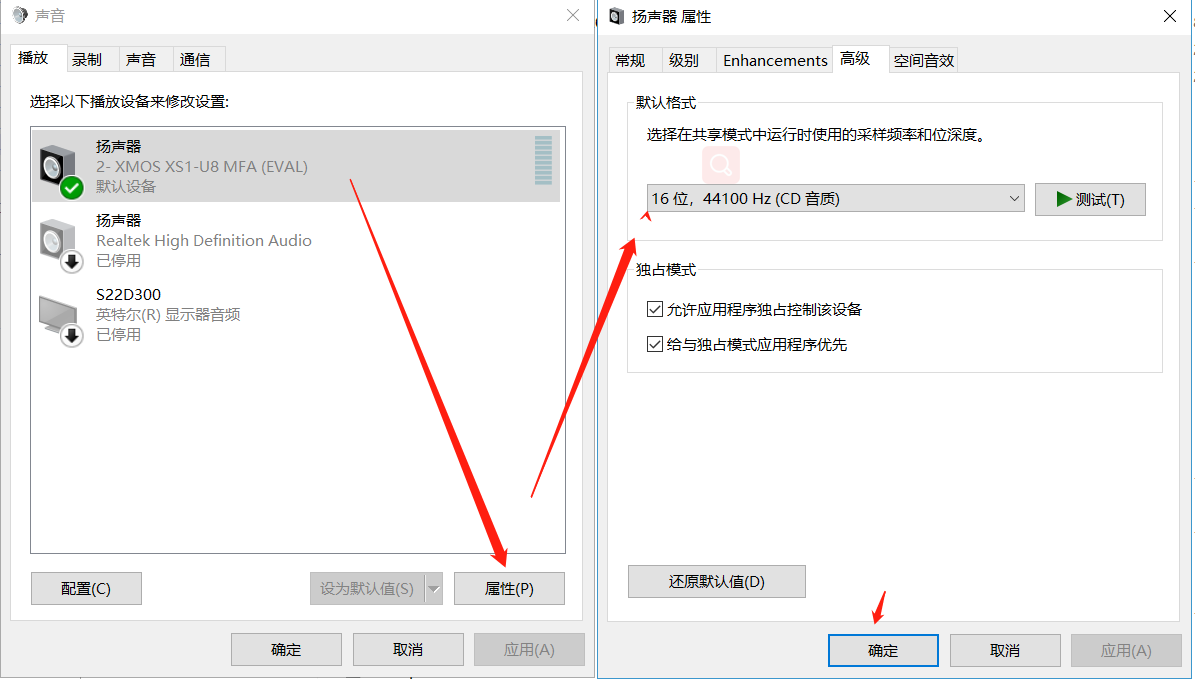 声音
播放
录制
声音
通信
选择以下播放设备来修改设置:
扬声器
2- XMOS XS1-U8 MFA (EVAL)
默认设备
扬声器
Realtek High Definition Audio
已停用
S22D300
英特尔(R) 显示器音频
已停用
配置(C)
设为默认值(S)
属性(P)
确定
取消
应用(A)
扬声器 属性
常规
级别
Enhancements
高级
空间音效
默认格式
选择在共享模式中运行时使用的采样频率和位深度。
16 位，44100 Hz (CD 音质)
测试(T)
独占模式
允许应用程序独占控制该设备
给与独占模式应用程序优先
还原默认值(D)
确定
取消
应用(A)